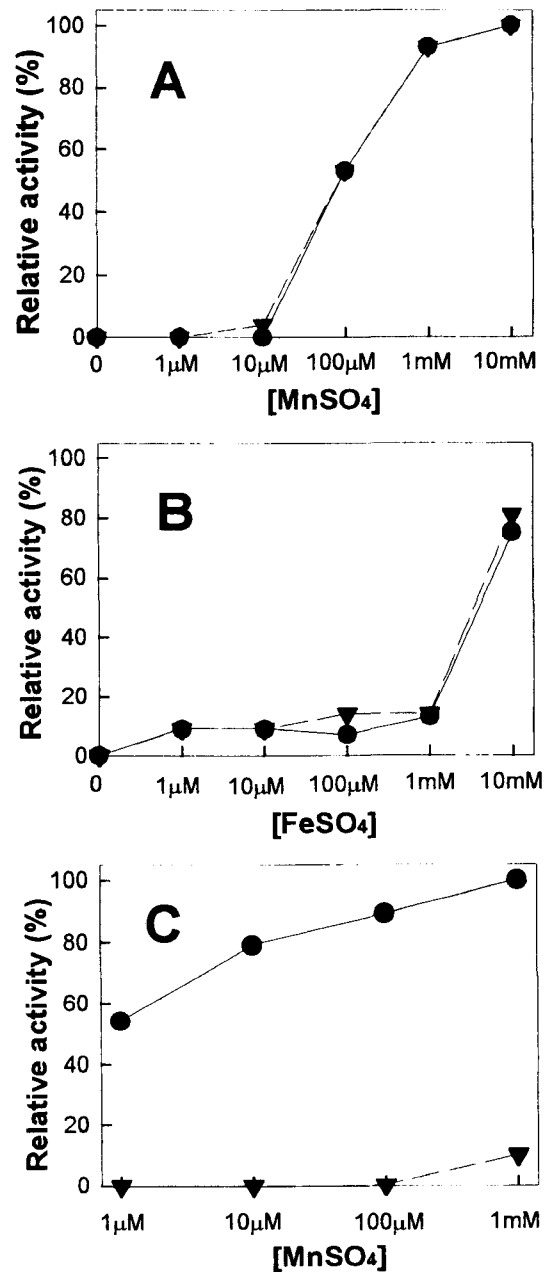 A
Relative activity (%)
100
80
60
40
20
0
0 1μM 10μM 100μM 1mM 10mM
[MnSO₄]
B
Relative activity (%)
100
80
60
40
20
0
0 1μM 10μM 100μM 1mM 10mM
[FeSO₄]
C
Relative activity (%)
100
80
60
40
20
0
1μM 10μM 100μM 1mM
[MnSO₄]